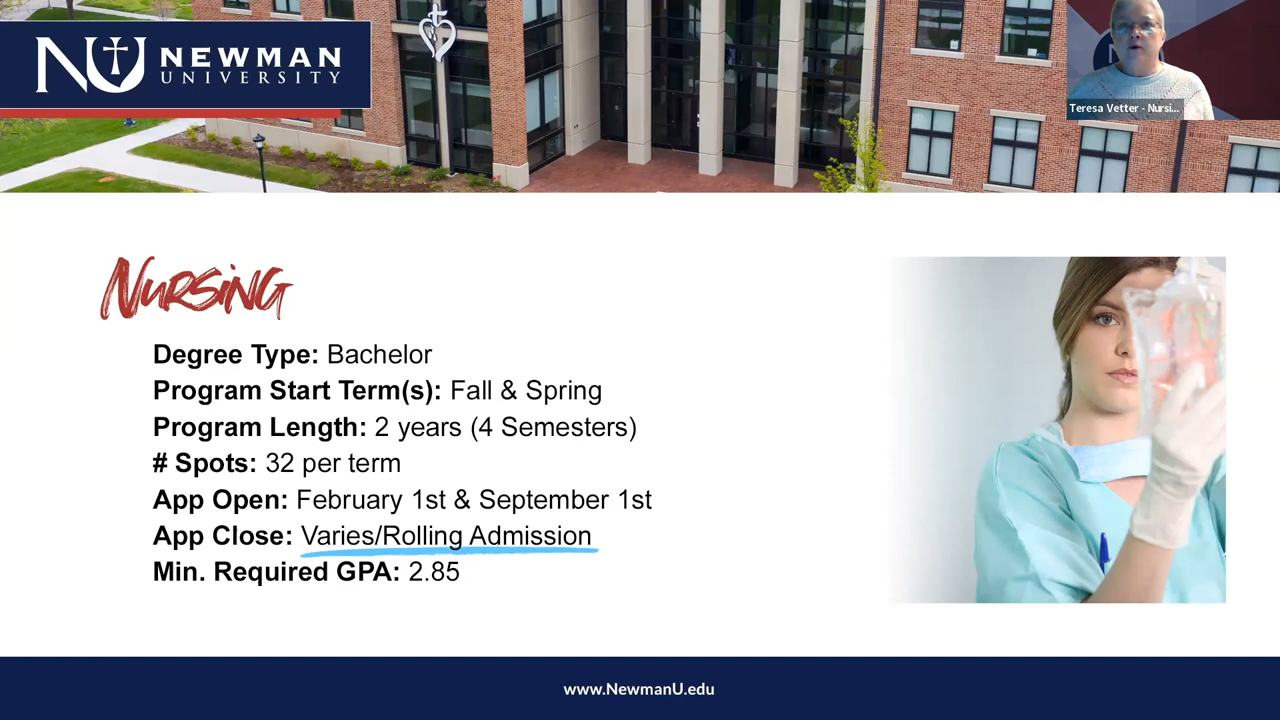 NU NEWMAN
UNIVERSITY
Teresa Vetter - Nursi...
Nursing
Degree Type: Bachelor
Program Start Term(s): Fall & Spring
Program Length: 2 years (4 Semesters)
# Spots: 32 per term
App Open: February 1st & September 1st
App Close: Varies/Rolling Admission
Min. Required GPA: 2.85
www.NewmanU.edu